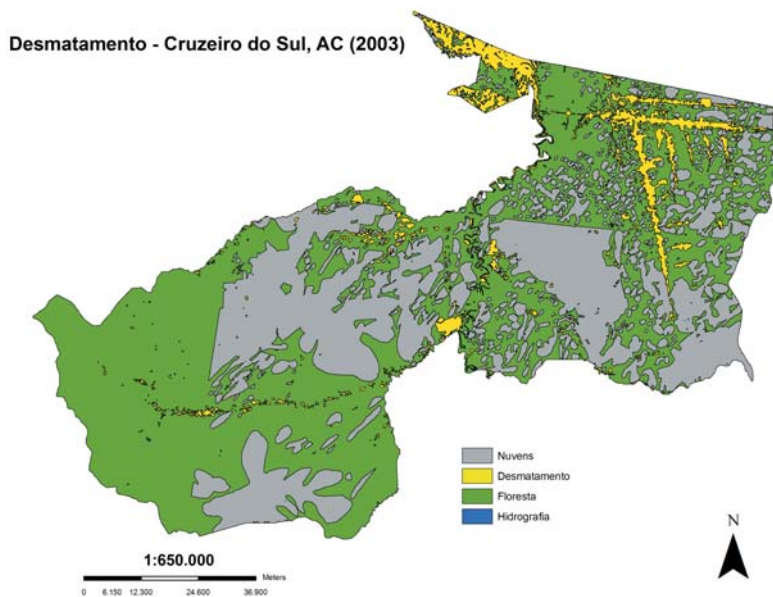 Desmatamento - Cruzeiro do Sul, AC (2003)
Nuvens
Desmatamento
Floresta
Hidrografia
N
1:650.000
Meters
0 6.150 12.300 24.600 36.900